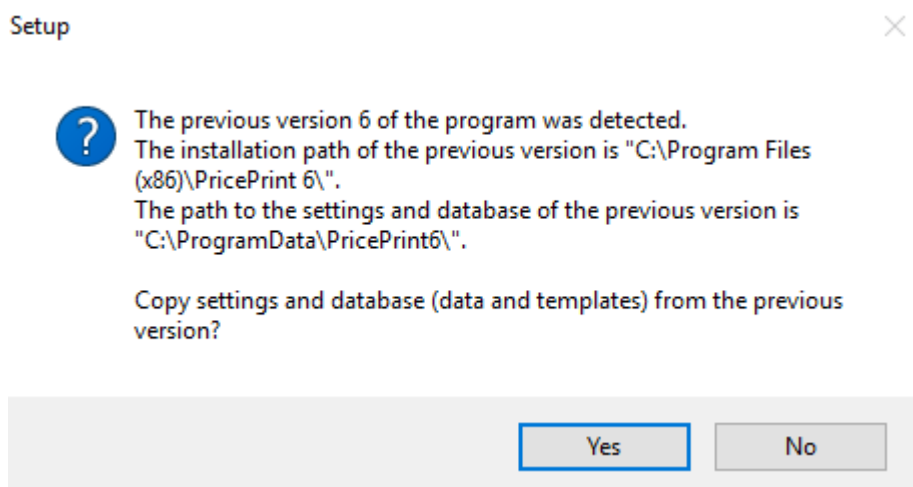 Setup
The previous version 6 of the program was detected.
The installation path of the previous version is "C:\Program Files
(x86)\PricePrint 6\".
The path to the settings and database of the previous version is
"C:\ProgramData\PricePrint6\".
Copy settings and database (data and templates) from the previous
version?
Yes
No